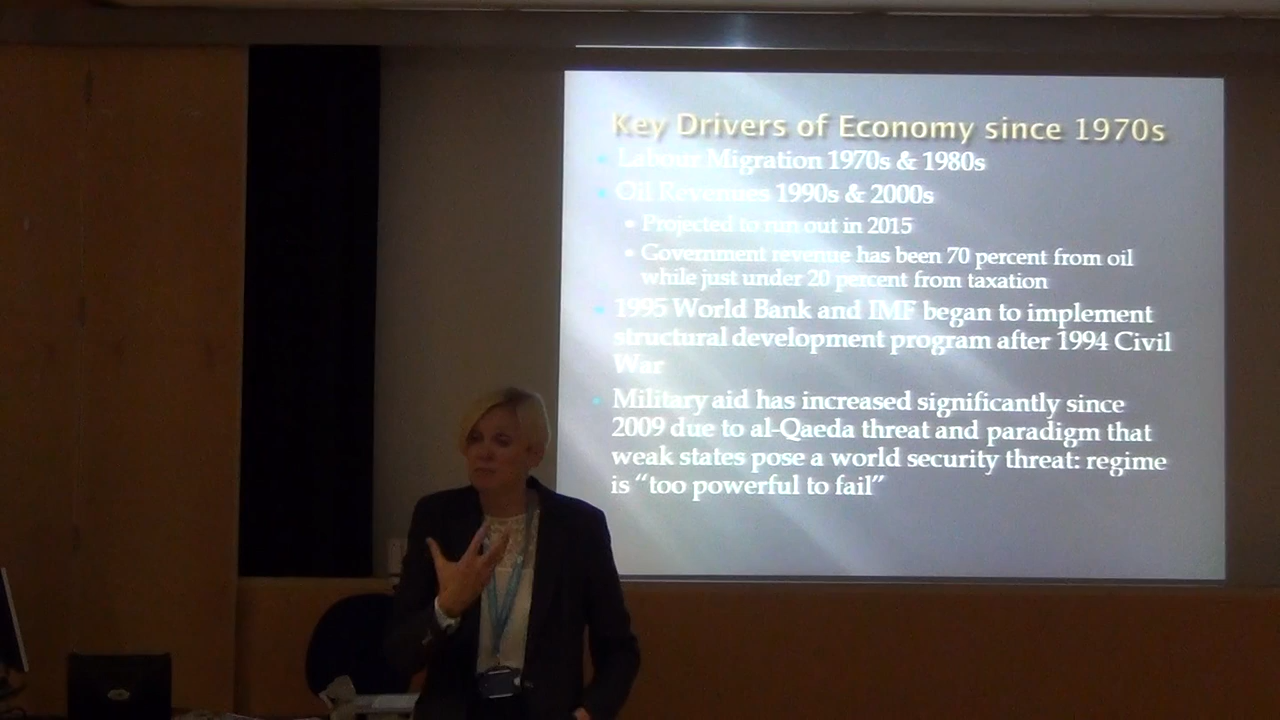 Key Drivers of Economy since 1970s
Labour Migration 1970s & 1980s
Oil Revenues 1990s & 2000s
Projected to run out in 2015
Government revenue has been 70 percent from oil
while just under 20 percent from taxation
1995 World Bank and IMF began to implement
structural development program after 1994 Civil
War
Military aid has increased significantly since
2009 due to al-Qaeda threat and paradigm that
weak states pose a world security threat: regime
is “too powerful to fail”